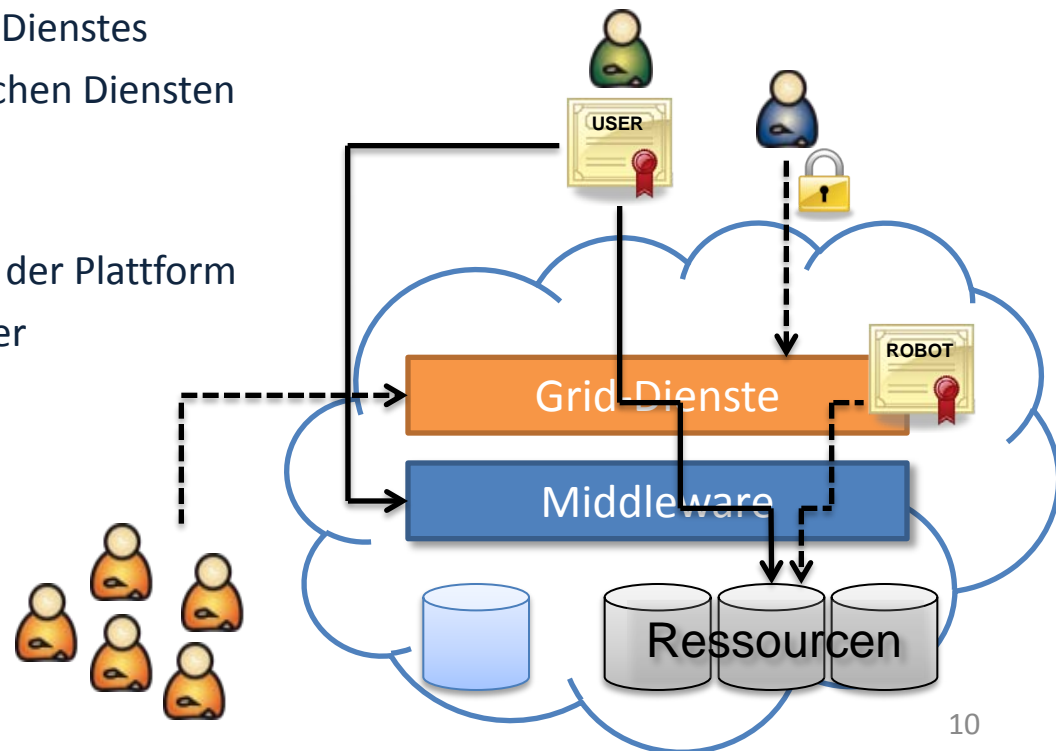 Dienstes
chen Diensten
der Plattform
er
USER
ROBOT
Grid-Dienste
Middleware
Ressourcen
10